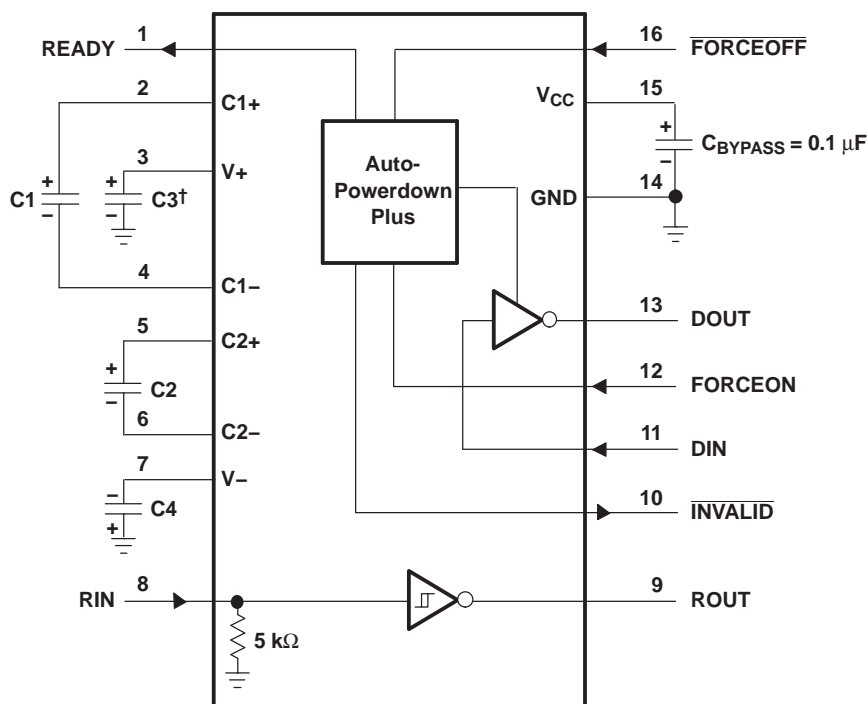 READY
1
16
FORCEOFF
2
C1+
VCC
15
+
CBYPASS = 0.1 μF
−
3
V+
Auto-
Powerdown
Plus
C1
+
−
+
−
C3†
GND
14
4
C1−
5
C2+
13
DOUT
+
−
C2
12
FORCEON
6
C2−
11
DIN
7
V−
−
+
C4
10
INVALID
RIN
8
9
ROUT
5 kΩ